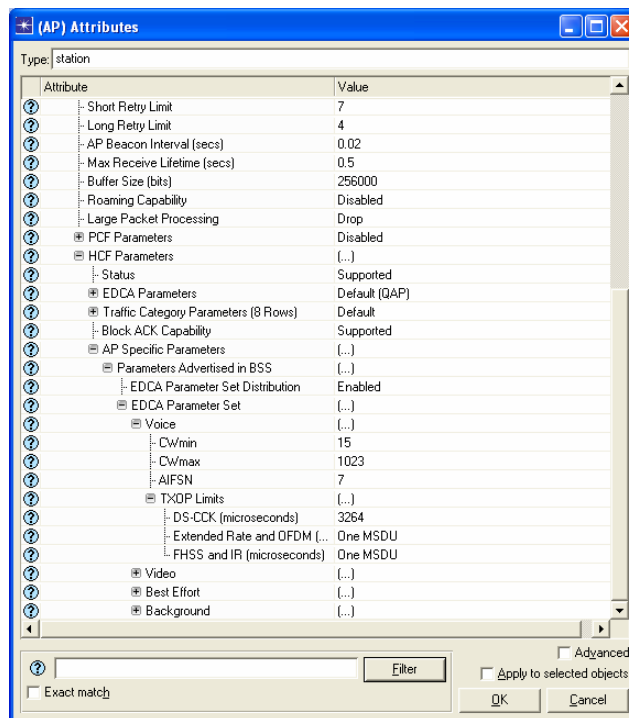 (AP) Attributes
Type: station
Attribute Value
Short Retry Limit 7
Long Retry Limit 4
AP Beacon Interval (secs) 0.02
Max Receive Lifetime (secs) 0.5
Buffer Size (bits) 256000
Roaming Capability Disabled
Large Packet Processing Drop
PCF Parameters Disabled
HCF Parameters (...)
Status Supported
EDCA Parameters Default (QAP)
Traffic Category Parameters (8 Rows) Default
Block ACK Capability Supported
AP Specific Parameters (...)
Parameters Advertised in BSS (...)
EDCA Parameter Set Distribution Enabled
EDCA Parameter Set (...)
Voice (...)
CWmin 15
CWmax 1023
AIFSN 7
TXOP Limits (...)
DS-CCK (microseconds) 3264
Extended Rate and OFDM (... One MSDU
FHSS and IR (microseconds) One MSDU
Video (...)
Best Effort (...)
Background (...)
Advanced
Filter
Apply to selected objects
Exact match
OK Cancel